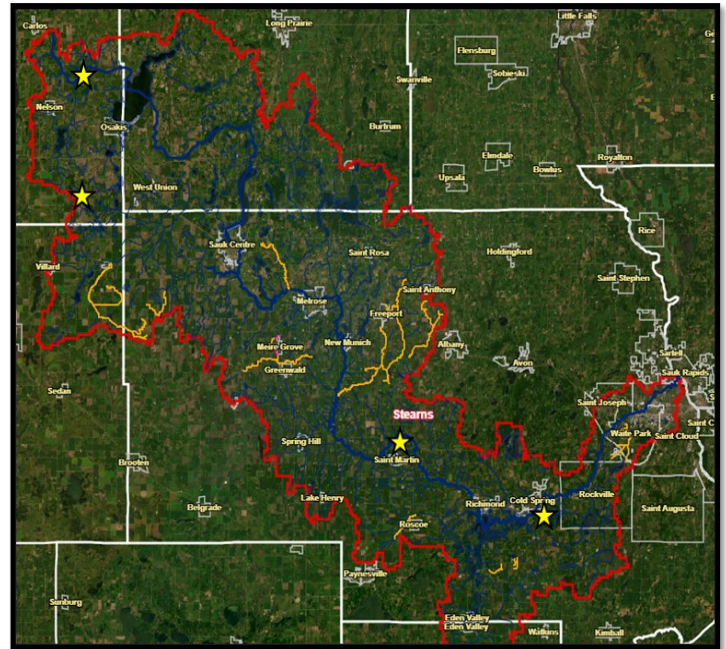 Carlos
Long Prairie
Little Falls
Flensburg
Sobieski
Swanville
Nelson
Osakis
Burtrum
Elmdale
Royalton
Upsala
Bowlus
West Union
Rice
Sauk Centre
Saint Rosa
Holdingford
Villard
Saint Stephen
Saint Anthony
Melrose
Freeport
Meire Grove
New Munich
Albany
Sartell
Greenwald
Avon
Sauk Rapids
Sedan
Saint Joseph
Stearns
Waite Park
Saint Cloud
Spring Hill
Saint Martin
Brooten
Lake Henry
Richmond
Cold Spring
Rockville
Belgrade
Saint Augusta
Roscoe
Paynesville
Sunburg
Eden Valley
Eden Valley
Watkins
Kimball